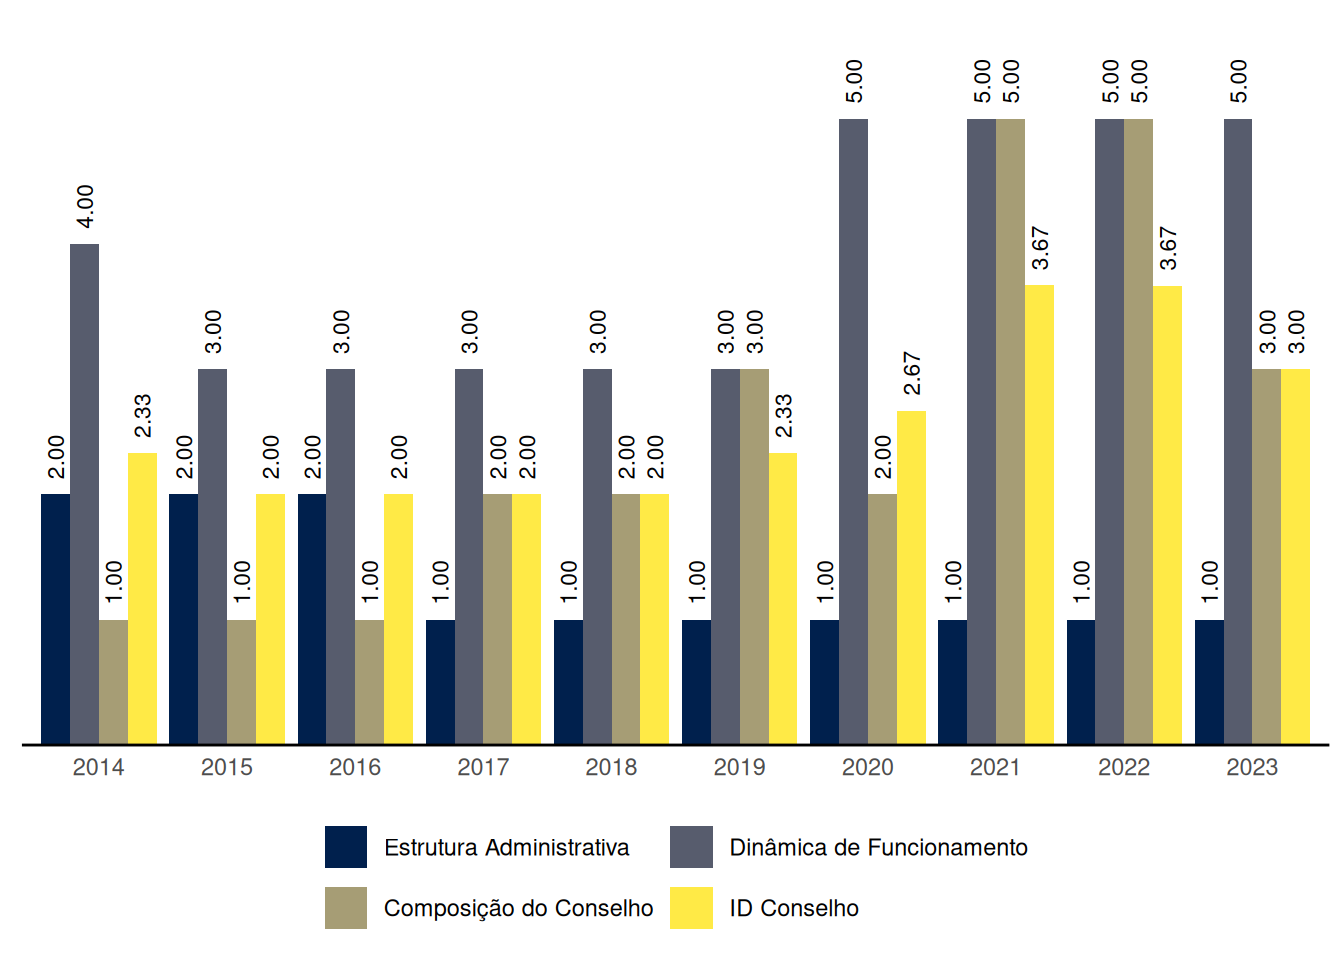 5.00 5.00 5.00 5.00 5.00 5.00
4.00 3.67 3.67
3.00 3.00 3.00 3.00 3.00 3.00 3.00 3.00
2.33 2.33 2.67
2.00 2.00 2.00 2.00 2.00 2.00 2.00 2.00 2.00 2.00
1.00 1.00 1.00 1.00 1.00 1.00 1.00 1.00 1.00 1.00
2014 2015 2016 2017 2018 2019 2020 2021 2022 2023
Estrutura Administrativa Dinâmica de Funcionamento
Composição do Conselho ID Conselho